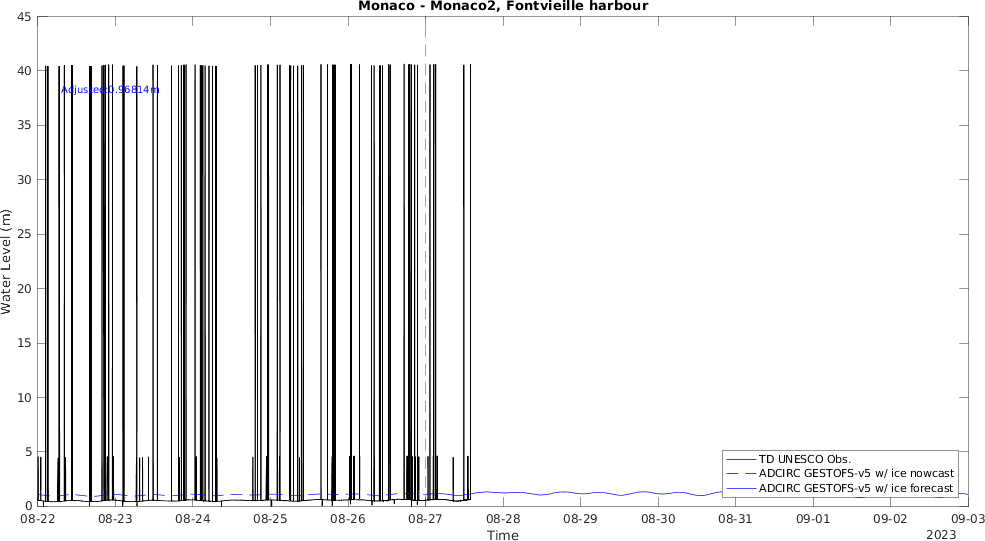 Monaco - Monaco2, Fontvieille harbour
45
40
35
30
25
20
15
10
5
0
Water Level (m)
Adjusted:0.96814m
TD UNESCO Obs.
ADCIRC GESTOFS-v5 w/ ice nowcast
ADCIRC GESTOFS-v5 w/ ice forecast
08-22 08-23 08-24 08-25 08-26 08-27 08-28 08-29 08-30 08-31 09-01 09-02 09-03
Time
2023